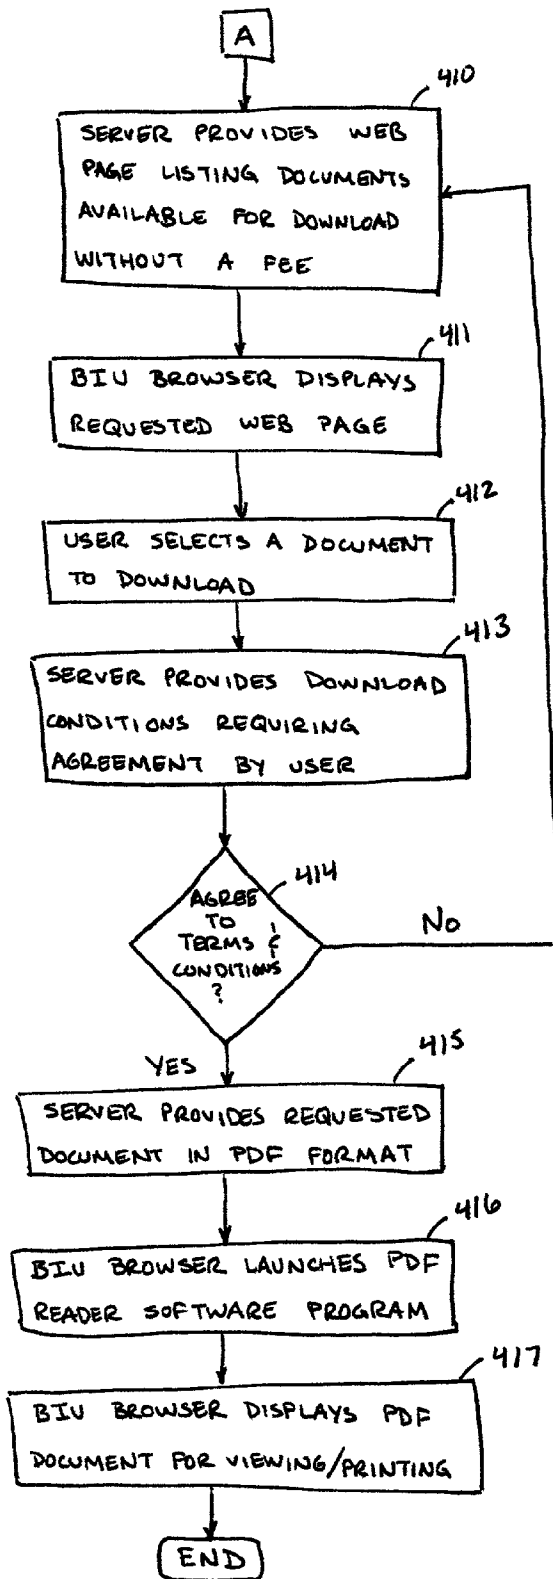 A
410
SERVER PROVIDES WEB
PAGE LISTING DOCUMENTS
AVAILABLE FOR DOWNLOAD
WITHOUT A FEE
411
BIU BROWSER DISPLAYS
REQUESTED WEB PAGE
412
USER SELECTS A DOCUMENT
TO DOWNLOAD
413
SERVER PROVIDES DOWNLOAD
CONDITIONS REQUIRING
AGREEMENT BY USER
414
AGREE
TO
TERMS &
CONDITIONS
?
NO
YES
415
SERVER PROVIDES REQUESTED
DOCUMENT IN PDF FORMAT
416
BIU BROWSER LAUNCHES PDF
READER SOFTWARE PROGRAM
417
BIU BROWSER DISPLAYS PDF
DOCUMENT FOR VIEWING/PRINTING
END